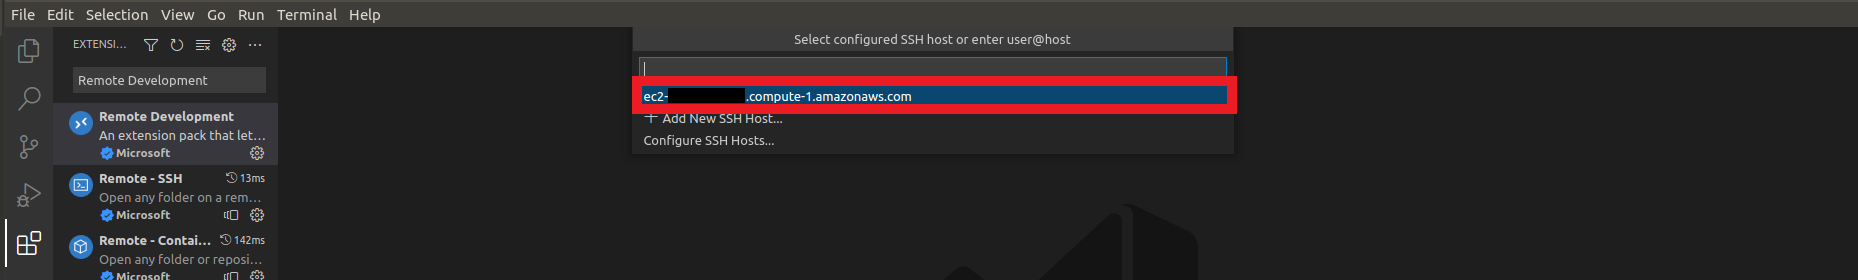 File Edit Selection View Go Run Terminal Help
EXTENSI...
Remote Development
Remote Development
An extension pack that let...
Microsoft
Remote - SSH 13ms
Open any folder on a rem...
Microsoft
Remote - Contai... 142ms
Open any folder or reposi...
Microsoft
Select configured SSH host or enter user@host
ec2- .compute-1.amazonaws.com
+ Add New SSH Host...
Configure SSH Hosts...